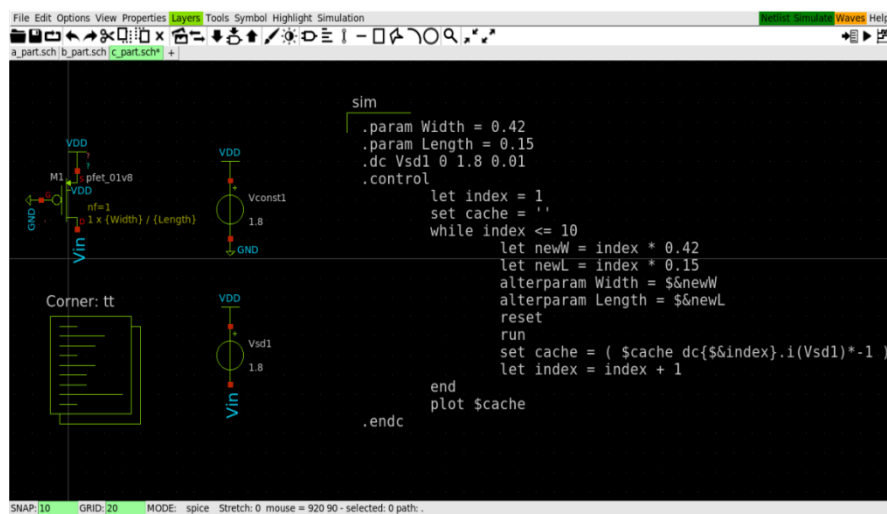 File Edit Options View Properties Layers Tools Symbol Highlight Simulation Netlist Simulate Waves Help
a_part.sch b_part.sch c_part.sch* +
sim
.param Width = 0.42
.param Length = 0.15
.dc Vsd1 0 1.8 0.01
.control
let index = 1
set cache = ''
while index <= 10
let newW = index * 0.42
let newL = index * 0.15
alterparam Width = $&newW
alterparam Length = $&newL
reset
run
set cache = ( $cache dc{$&index}.i(Vsd1)*-1 )
let index = index + 1
end
plot $cache
.endc
VDD
M1
S
pfet_01v8
VDD
G
GND
nf=1
D
1 x {Width} / {Length}
Vin
VDD
+
Vconst1
1.8
GND
Corner: tt
VDD
+
Vsd1
1.8
Vin
SNAP: 10 GRID: 20 MODE: spice Stretch: 0 mouse = 920 90 - selected: 0 path: .